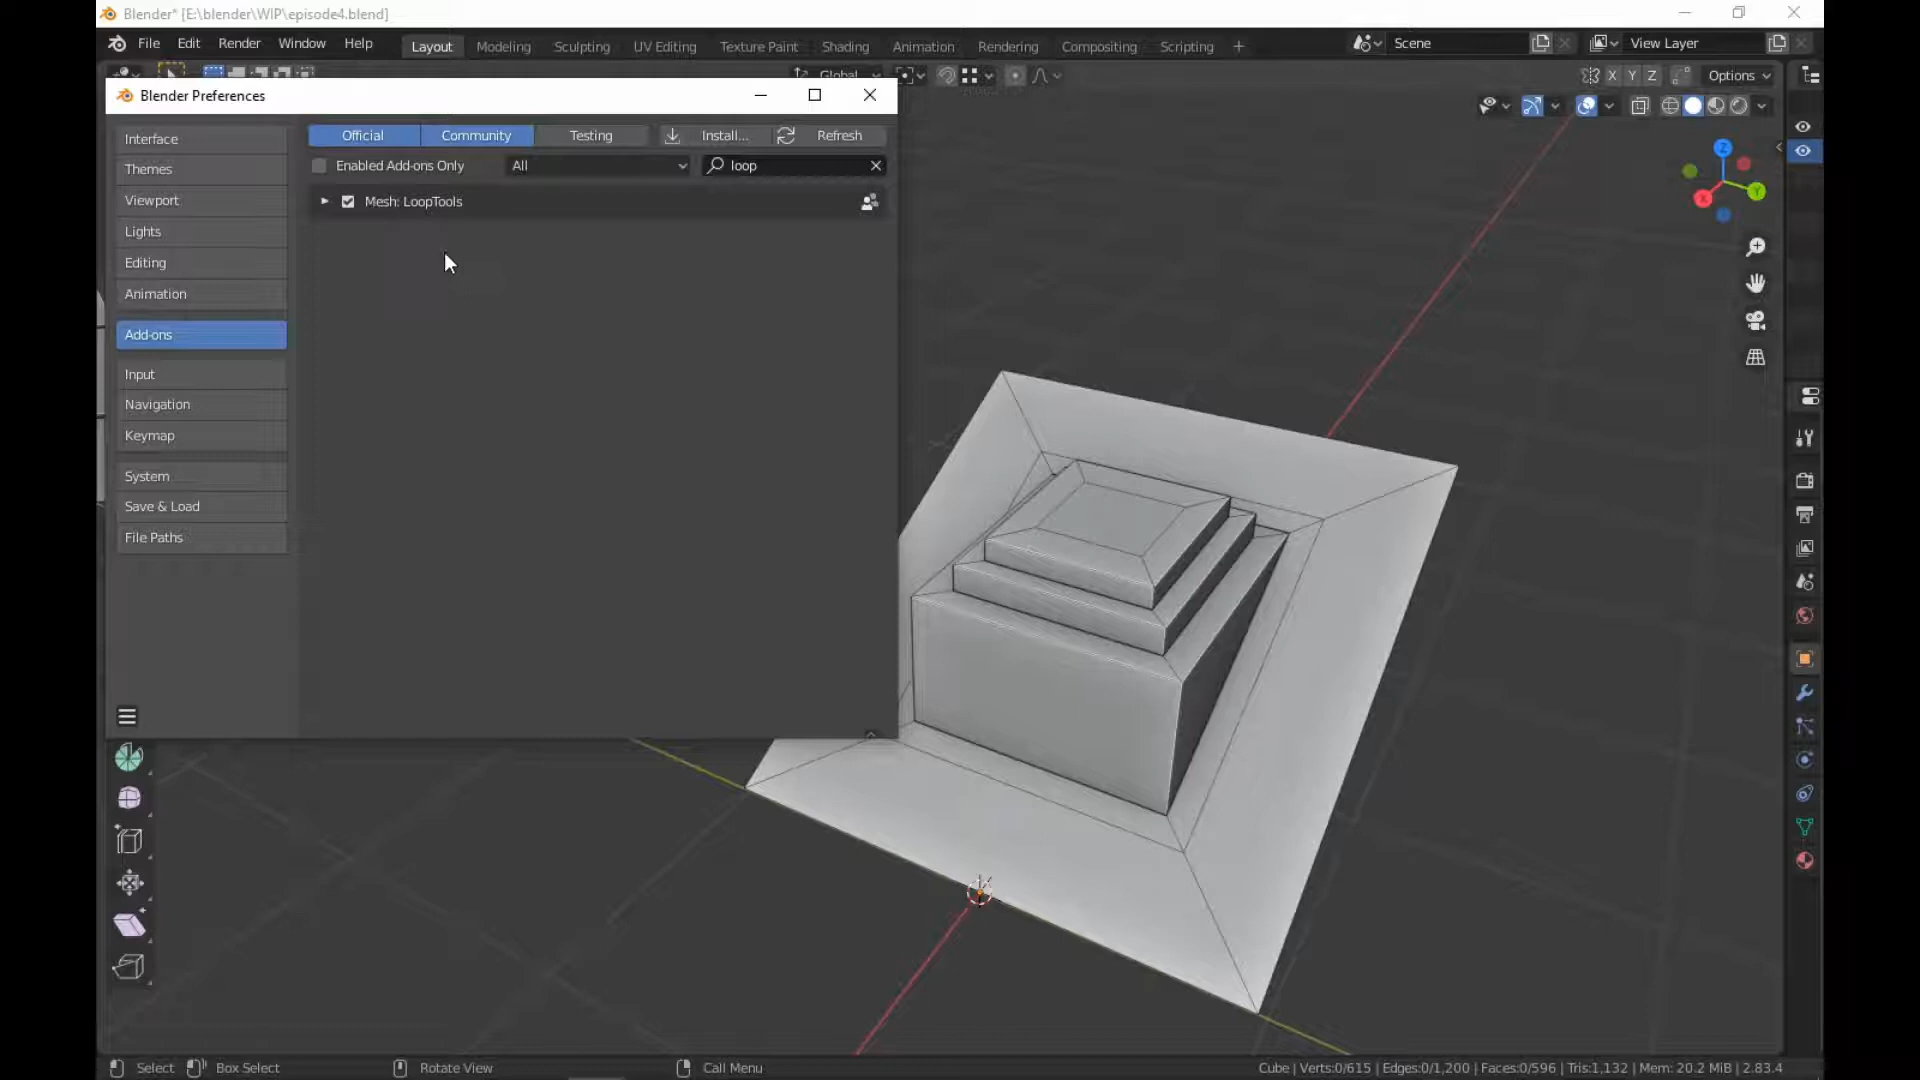 Blender* [E:\blender\WIP\episode4.blend]
File Edit Render Window Help Layout Modeling Sculpting UV Editing Texture Paint Shading Animation Rendering Compositing Scripting + Scene View Layer
Global X Y Z Options
Blender Preferences
Official Community Testing Install... Refresh
Enabled Add-ons Only All loop
Mesh: LoopTools
Interface
Themes
Viewport
Lights
Editing
Animation
Add-ons
Input
Navigation
Keymap
System
Save & Load
File Paths
Z
Y
X
Select Box Select Rotate View Call Menu Cube | Verts:0/615 | Edges:0/1,200 | Faces:0/596 | Tris:1,132 | Mem: 20.2 MiB | 2.83.4